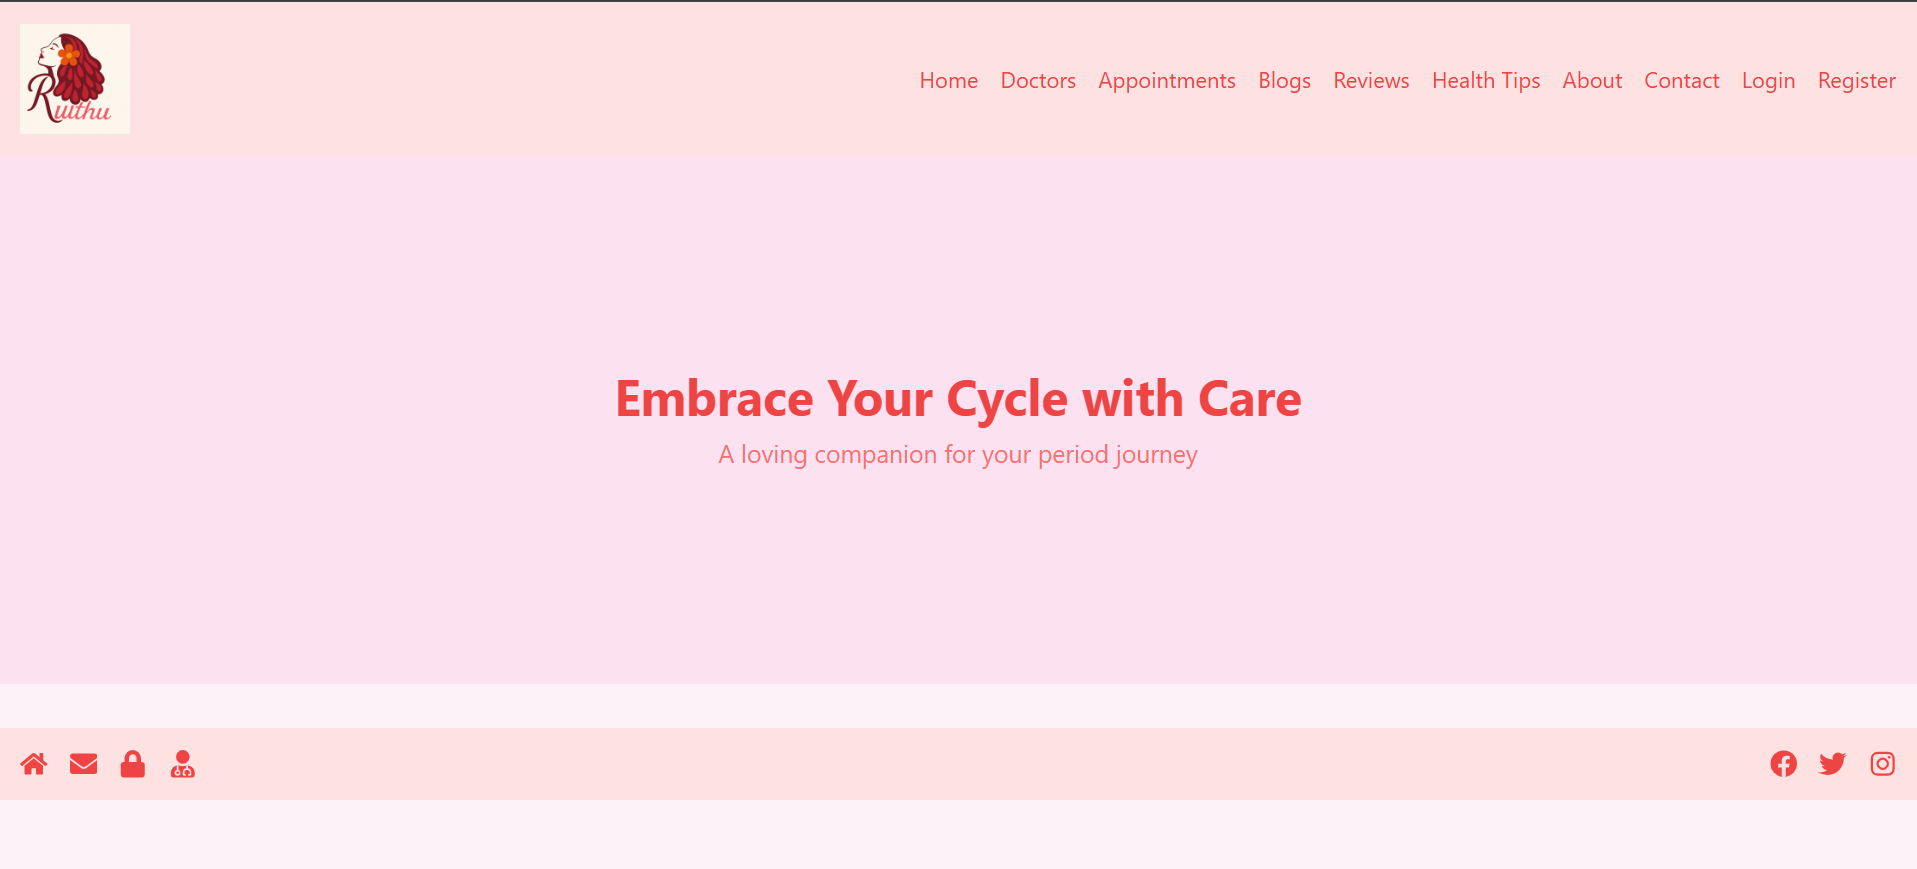 Ruthu
Home Doctors Appointments Blogs Reviews Health Tips About Contact Login Register
Embrace Your Cycle with Care
A loving companion for your period journey